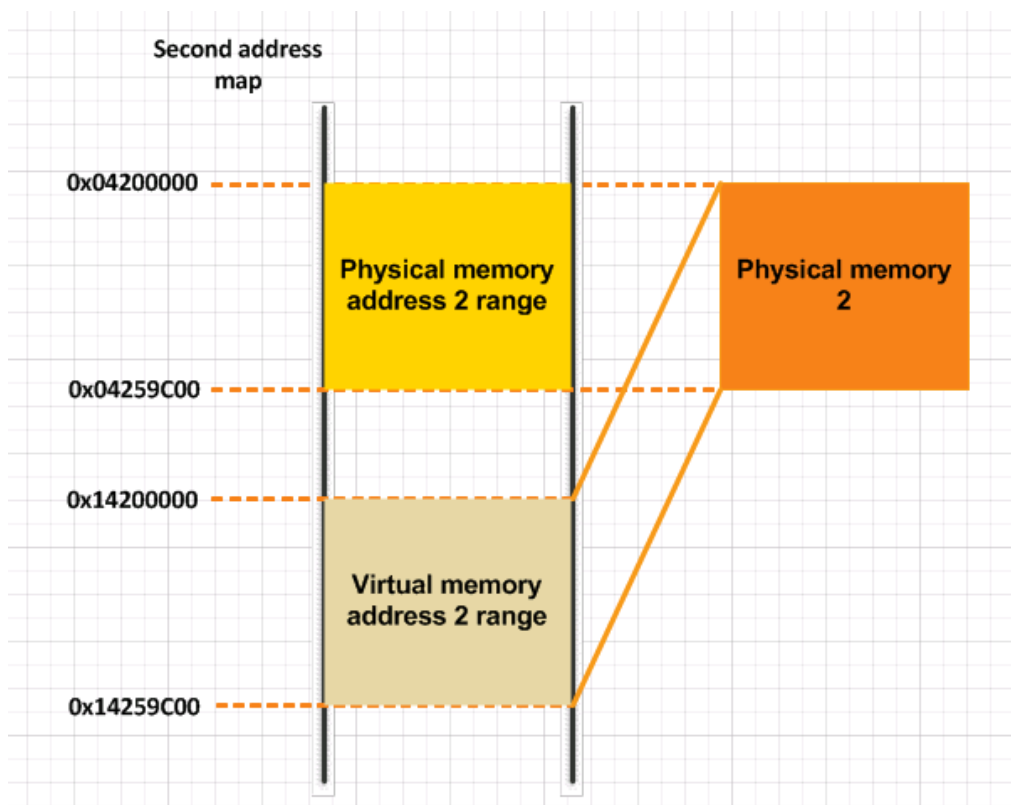 Second address
map
0x04200000
Physical memory
address 2 range
Physical memory
2
0x04259C00
0x14200000
Virtual memory
address 2 range
0x14259C00